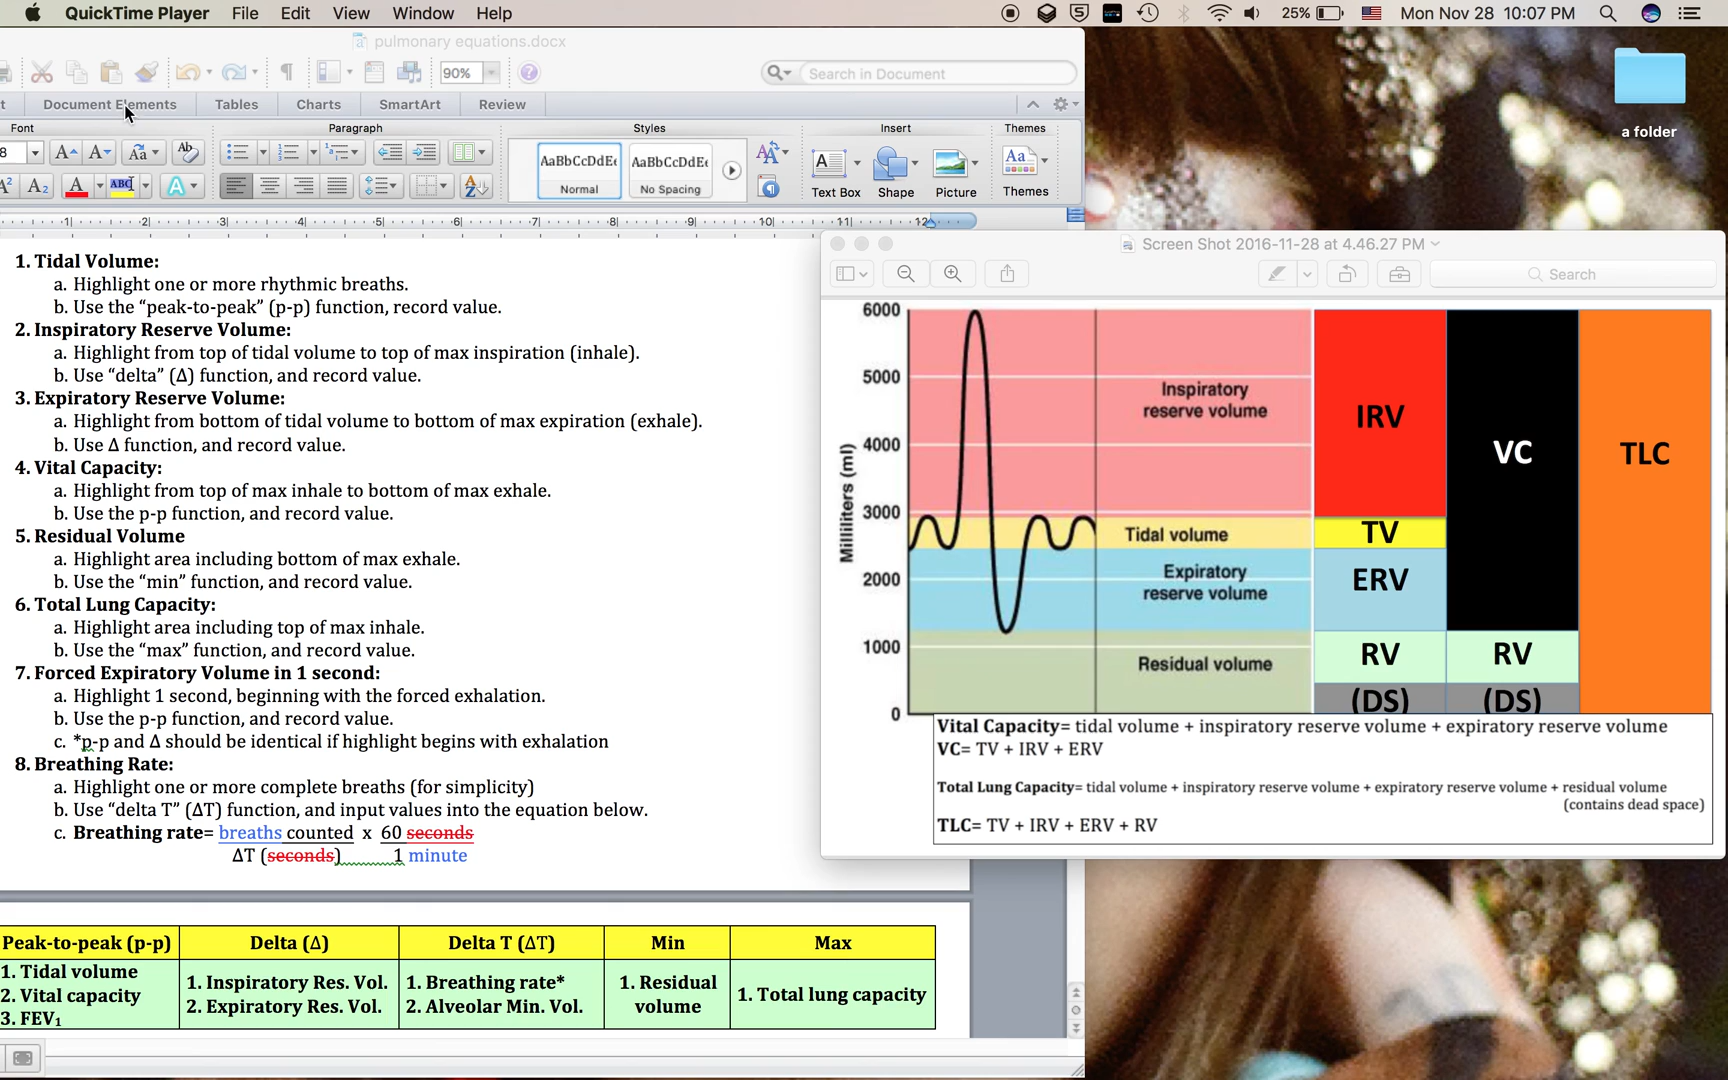 QuickTime Player File Edit View Window Help
25% Mon Nov 28 10:07 PM
pulmonary equations.docx
90%
Search in Document
Document Elements Tables Charts SmartArt Review
Font Paragraph Styles Insert Themes
AaBbCcDdEe AaBbCcDdEe
Normal No Spacing
Text Box Shape Picture Themes
a folder
1. Tidal Volume:
a. Highlight one or more rhythmic breaths.
b. Use the “peak-to-peak” (p-p) function, record value.
2. Inspiratory Reserve Volume:
a. Highlight from top of tidal volume to top of max inspiration (inhale).
b. Use “delta” (Δ) function, and record value.
3. Expiratory Reserve Volume:
a. Highlight from bottom of tidal volume to bottom of max expiration (exhale).
b. Use Δ function, and record value.
4. Vital Capacity:
a. Highlight from top of max inhale to bottom of max exhale.
b. Use the p-p function, and record value.
5. Residual Volume
a. Highlight area including bottom of max exhale.
b. Use the “min” function, and record value.
6. Total Lung Capacity:
a. Highlight area including top of max inhale.
b. Use the “max” function, and record value.
7. Forced Expiratory Volume in 1 second:
a. Highlight 1 second, beginning with the forced exhalation.
b. Use the p-p function, and record value.
c. *p-p and Δ should be identical if highlight begins with exhalation
8. Breathing Rate:
a. Highlight one or more complete breaths (for simplicity)
b. Use “delta T” (ΔT) function, and input values into the equation below.
c. Breathing rate= breaths counted x 60 seconds
ΔT (seconds) 1 minute
Peak-to-peak (p-p) Delta (Δ) Delta T (ΔT) Min Max
1. Tidal volume
2. Vital capacity
3. FEV₁
1. Inspiratory Res. Vol.
2. Expiratory Res. Vol.
1. Breathing rate*
2. Alveolar Min. Vol.
1. Residual
volume
1. Total lung capacity
Screen Shot 2016-11-28 at 4.46.27 PM
Search
Milliliters (ml)
6000
5000
4000
3000
2000
1000
0
Inspiratory
reserve volume
Tidal volume
Expiratory
reserve volume
Residual volume
IRV
TV
ERV
RV
(DS)
VC
RV
(DS)
TLC
Vital Capacity= tidal volume + inspiratory reserve volume + expiratory reserve volume
VC= TV + IRV + ERV
Total Lung Capacity= tidal volume + inspiratory reserve volume + expiratory reserve volume + residual volume
(contains dead space)
TLC= TV + IRV + ERV + RV